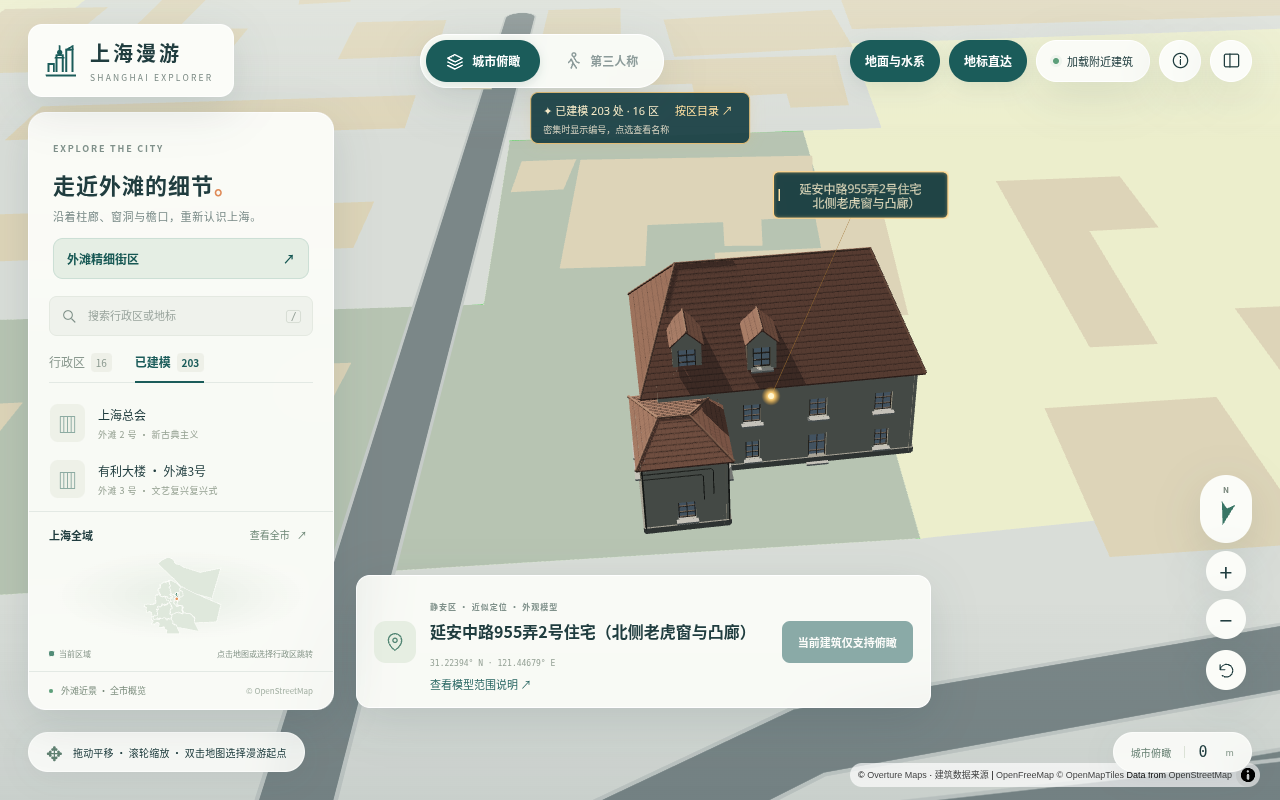 上海漫游
SHANGHAI EXPLORER
城市俯瞰
第三人称
地面与水系
地标直达
加载附近建筑
✦ 已建模 203 处 · 16 区 按区目录 ↗
密集时显示编号，点选查看名称
EXPLORE THE CITY
走近外滩的细节。
沿着柱廊、窗洞与檐口，重新认识上海。
外滩精细街区 ↗
搜索行政区或地标 /
行政区 16
已建模 203
上海总会
外滩 2 号 · 新古典主义
有利大楼 · 外滩3号
外滩 3 号 · 文艺复兴复兴式
上海全域
查看全市 ↗
当前区域
点击地图或选择行政区跳转
外滩近景 · 全市概览
© OpenStreetMap
拖动平移 · 滚轮缩放 · 双击地图选择漫游起点
延安中路955弄2号住宅
北侧老虎窗与凸廊）
静安区 · 近似定位 · 外观模型
延安中路955弄2号住宅（北侧老虎窗与凸廊）
31.22394° N · 121.44679° E
查看模型范围说明 ↗
当前建筑仅支持俯瞰
N
+
−
城市俯瞰 0 m
© Overture Maps · 建筑数据来源 | OpenFreeMap © OpenMapTiles Data from OpenStreetMap